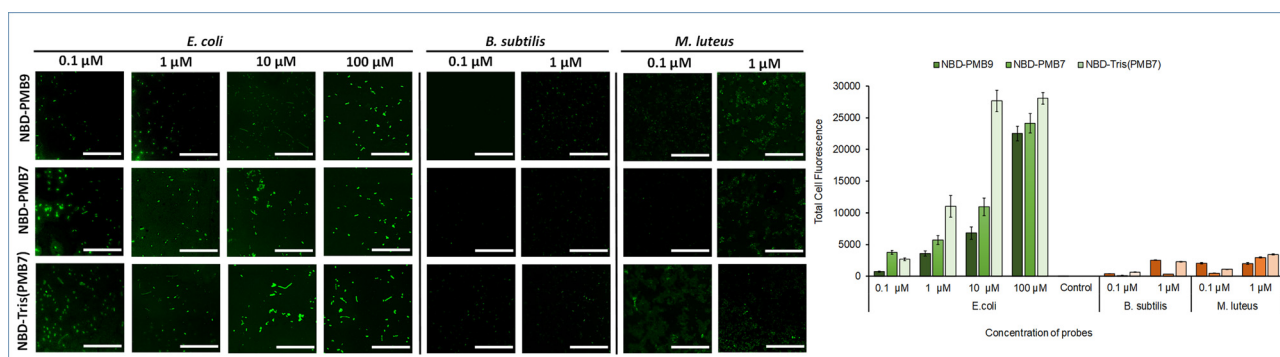 E. coli
B. subtilis
M. luteus
0.1 µM 1 µM 10 µM 100 µM 0.1 µM 1 µM 0.1 µM 1 µM
NBD-PMB9
NBD-PMB7
NBD-Tris(PMB7)
NBD-PMB9 NBD-PMB7 NBD-Tris(PMB7)
Total Cell Fluorescence
30000
25000
20000
15000
10000
5000
0
0.1 µM 1 µM 10 µM 100 µM Control 0.1 µM 1 µM 0.1 µM 1 µM
E.coli B. subtilis M. luteus
Concentration of probes